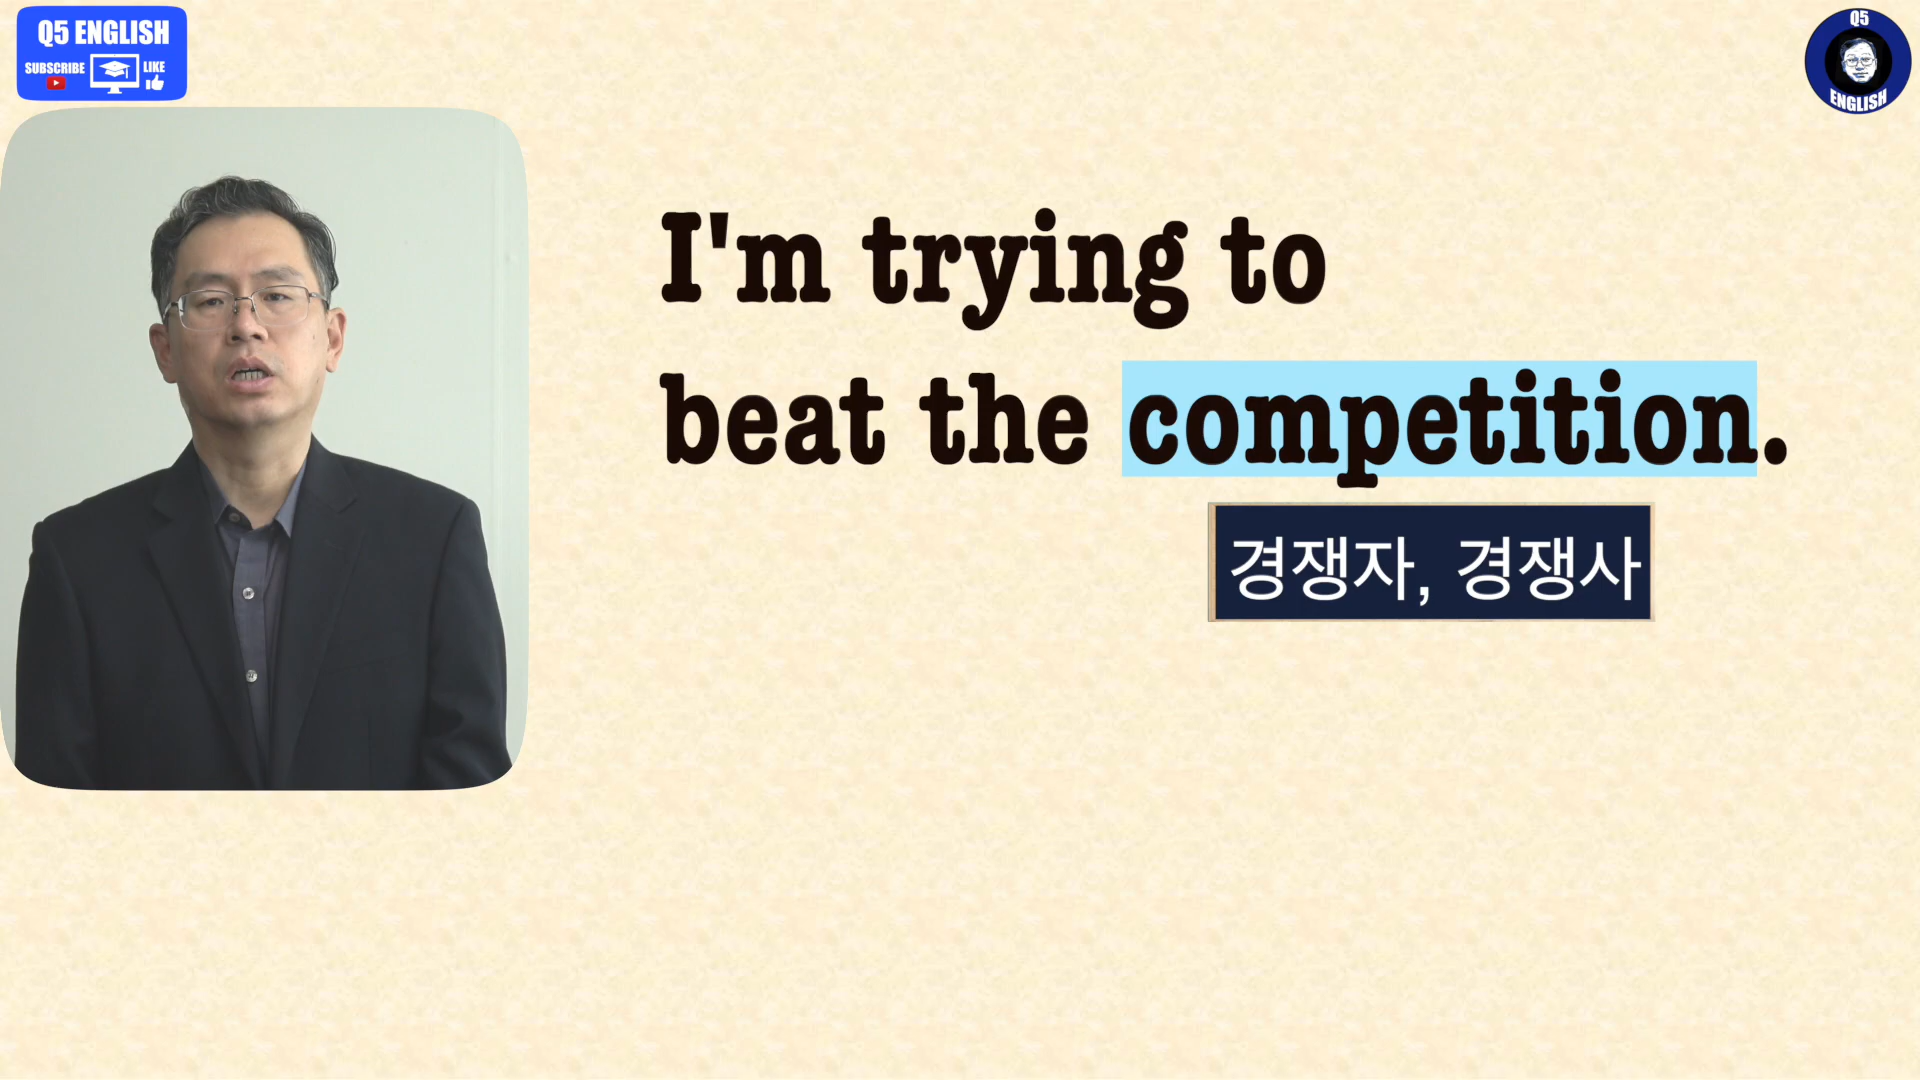 Q5 ENGLISH
SUBSCRIBE LIKE
Q5
ENGLISH
I'm trying to
beat the competition.
경쟁자, 경쟁사